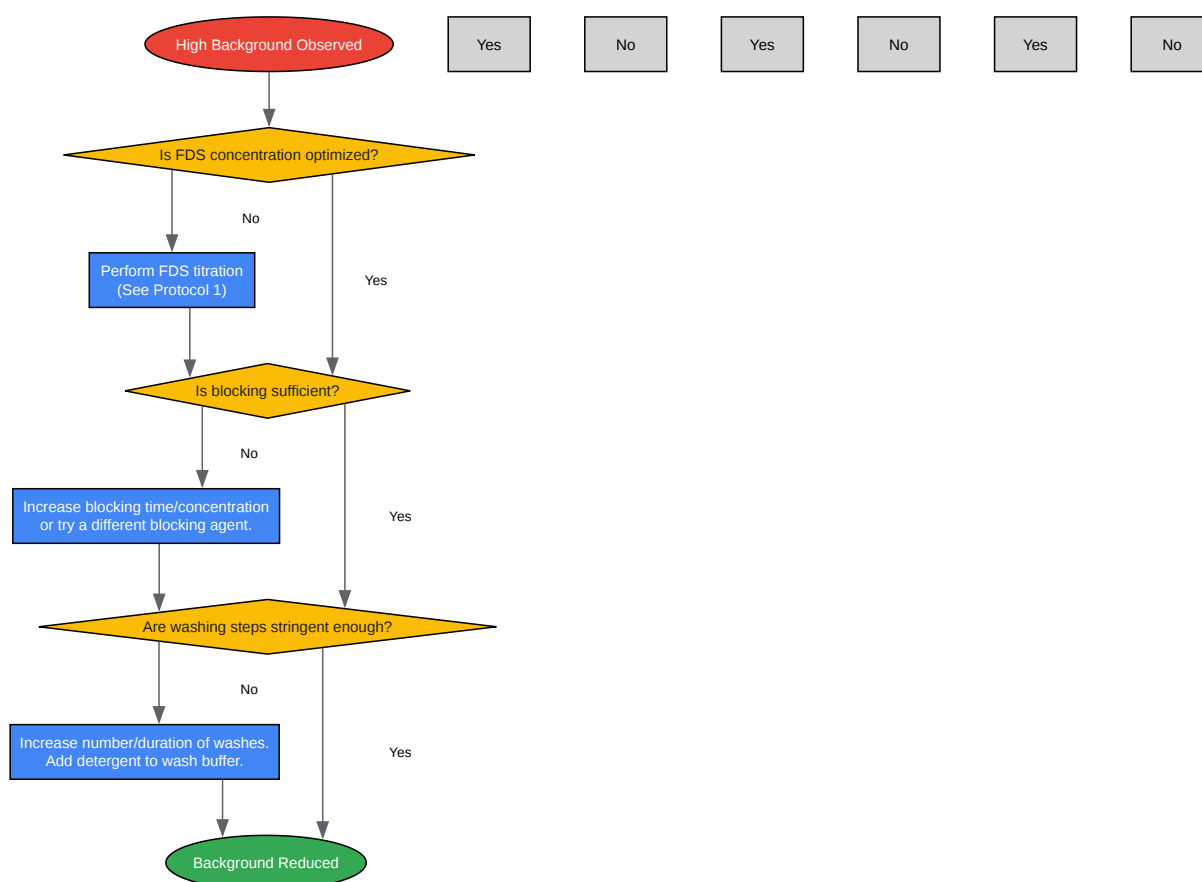 High Background Observed
Yes
No
Yes
No
Yes
No
Is FDS concentration optimized?
No
Perform FDS titration
(See Protocol 1)
Yes
Is blocking sufficient?
No
Increase blocking time/concentration
or try a different blocking agent.
Yes
Are washing steps stringent enough?
No
Increase number/duration of washes.
Add detergent to wash buffer.
Yes
Background Reduced